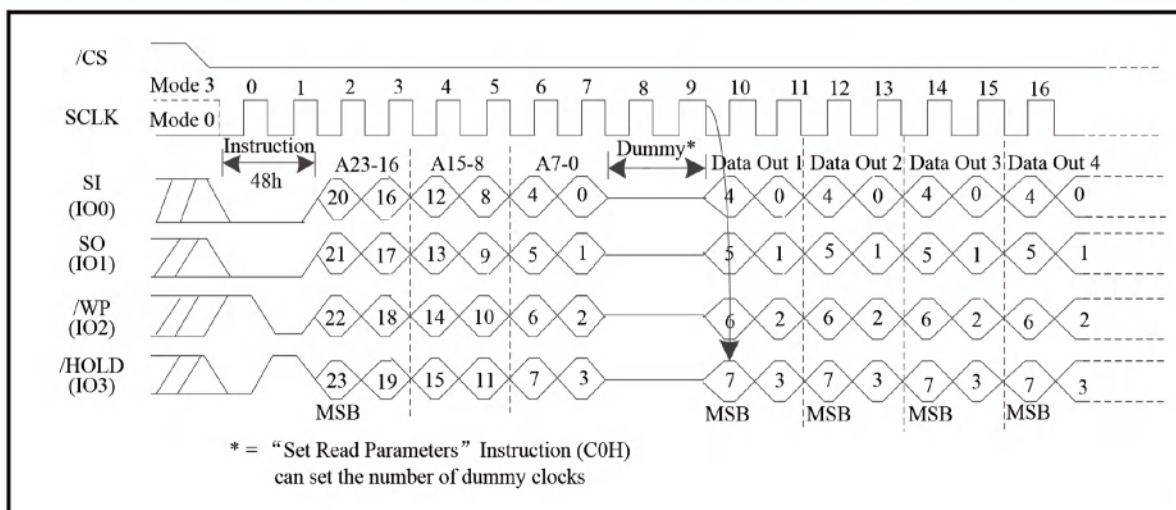 /CS
Mode 3 0 1 2 3 4 5 6 7 8 9 10 11 12 13 14 15 16
SCLK Mode 0
Instruction Dummy*
A23-16 A15-8 A7-0 Data Out 1 Data Out 2 Data Out 3 Data Out 4
SI 48h
(IO0) 20 16 12 8 4 0 4 0 4 0 4 0 4 0
SO
(IO1) 21 17 13 9 5 1 5 1 5 1 5 1 5 1
/WP
(IO2) 22 18 14 10 6 2 6 2 6 2 6 2 6 2
/HOLD
(IO3) 23 19 15 11 7 3 7 3 7 3 7 3 7 3
MSB MSB MSB MSB MSB
* = “Set Read Parameters” Instruction (C0H)
can set the number of dummy clocks